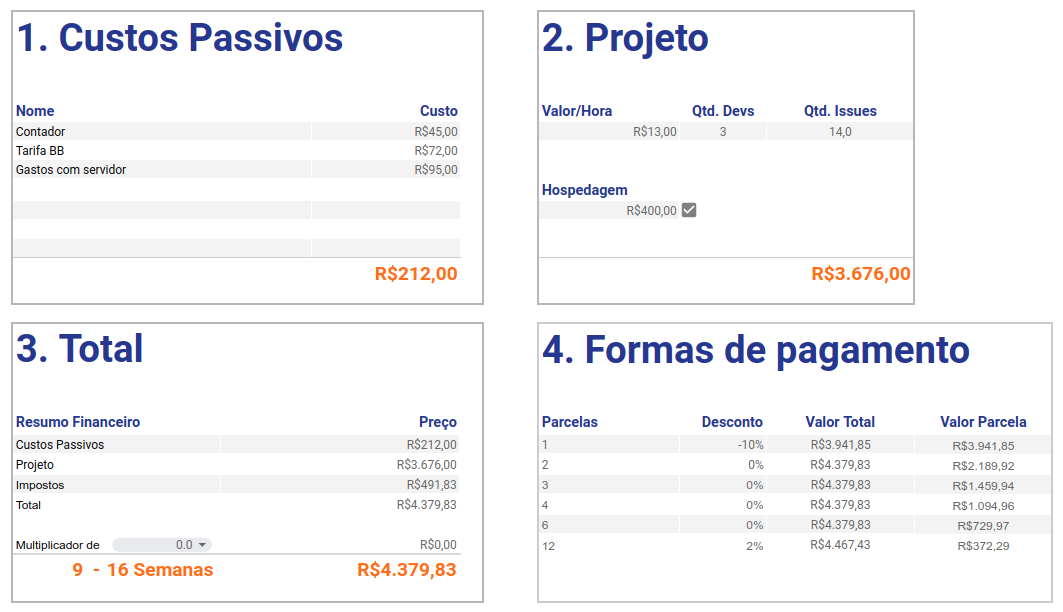 1. Custos Passivos
Nome Custo
Contador R$45,00
Tarifa BB R$72,00
Gastos com servidor R$95,00
R$212,00
2. Projeto
Valor/Hora Qtd. Devs Qtd. Issues
R$13,00 3 14,0
Hospedagem
R$400,00
R$3.676,00
3. Total
Resumo Financeiro Preço
Custos Passivos R$212,00
Projeto R$3.676,00
Impostos R$491,83
Total R$4.379,83
Multiplicador de 0.0 R$0,00
9 - 16 Semanas R$4.379,83
4. Formas de pagamento
Parcelas Desconto Valor Total Valor Parcela
1 -10% R$3.941,85 R$3.941,85
2 0% R$4.379,83 R$2.189,92
3 0% R$4.379,83 R$1.459,94
4 0% R$4.379,83 R$1.094,96
6 0% R$4.379,83 R$729,97
12 2% R$4.467,43 R$372,29